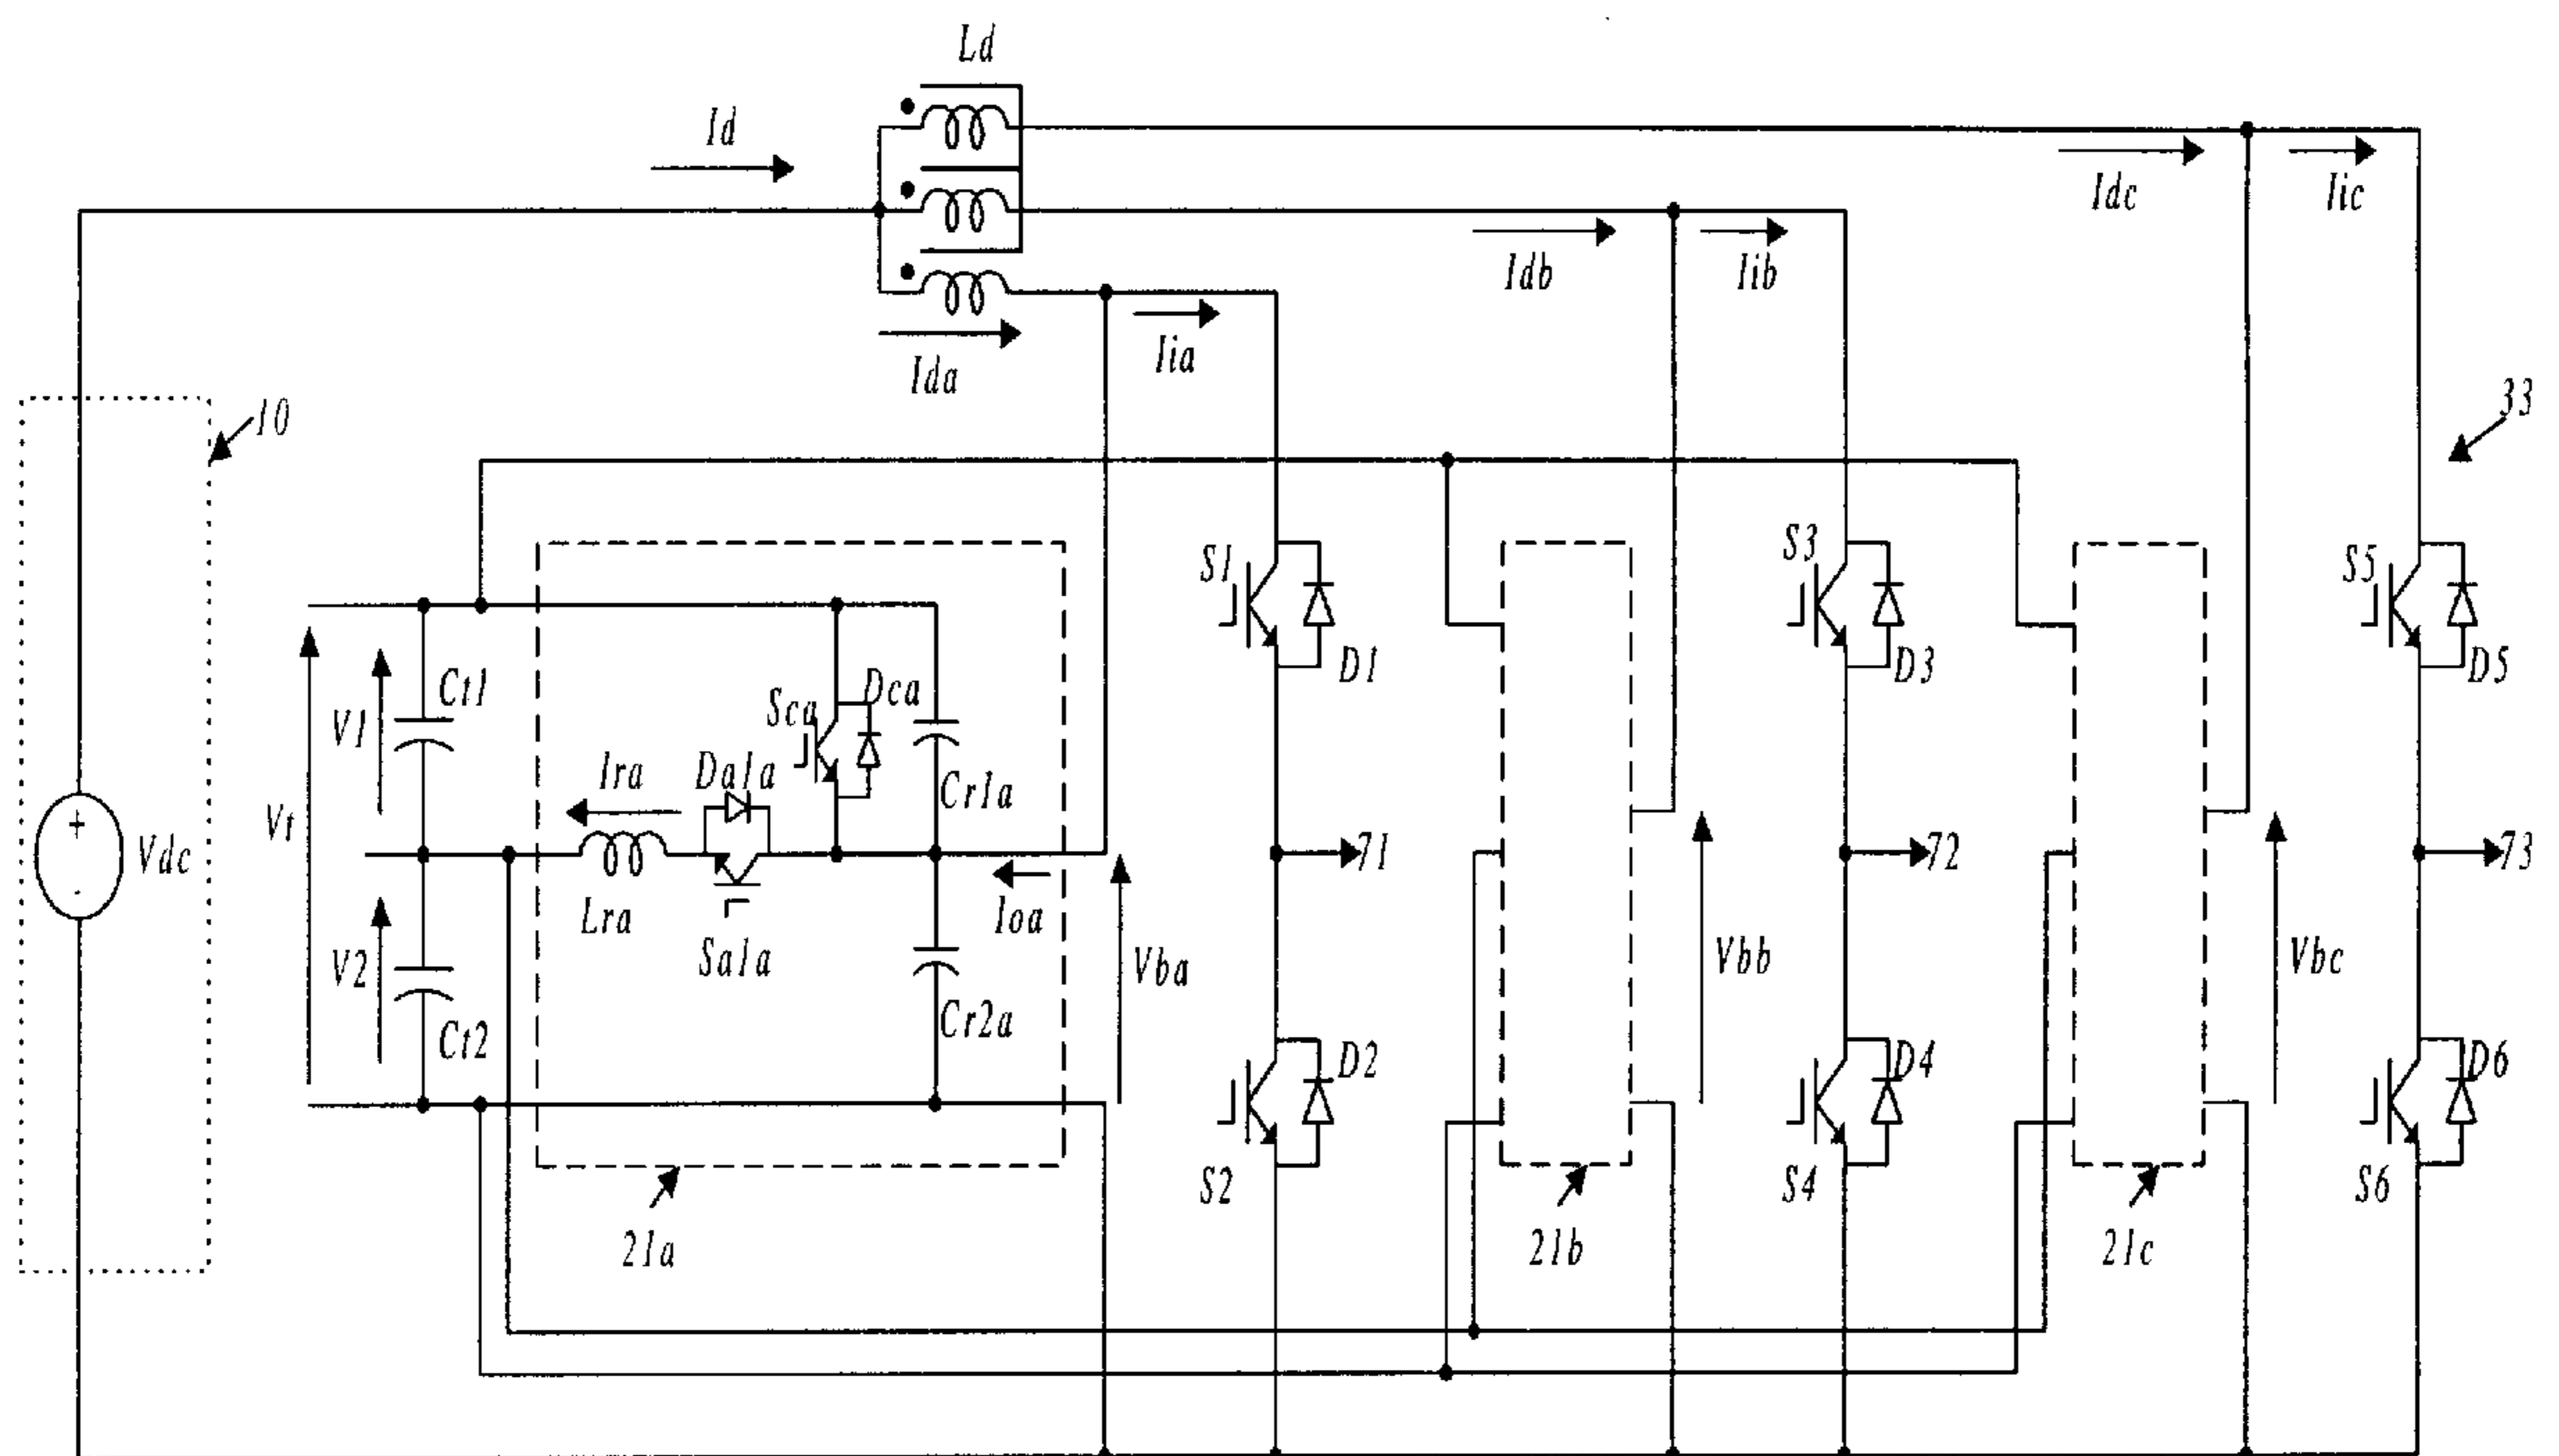 Ld
Id
Idc
Iic
Idb
Iib
Ida
Iia
10
33
S1
D1
S3
D3
S5
D5
Ct1
V1
Sca
Dca
Cr1a
Ira
Da1a
Vt
+
-
Vdc
Lra
Sa1a
Ioa
71
72
73
V2
Ct2
Cr2a
Vba
Vbb
Vbc
D2
D4
D6
S2
S4
S6
21a
21b
21c